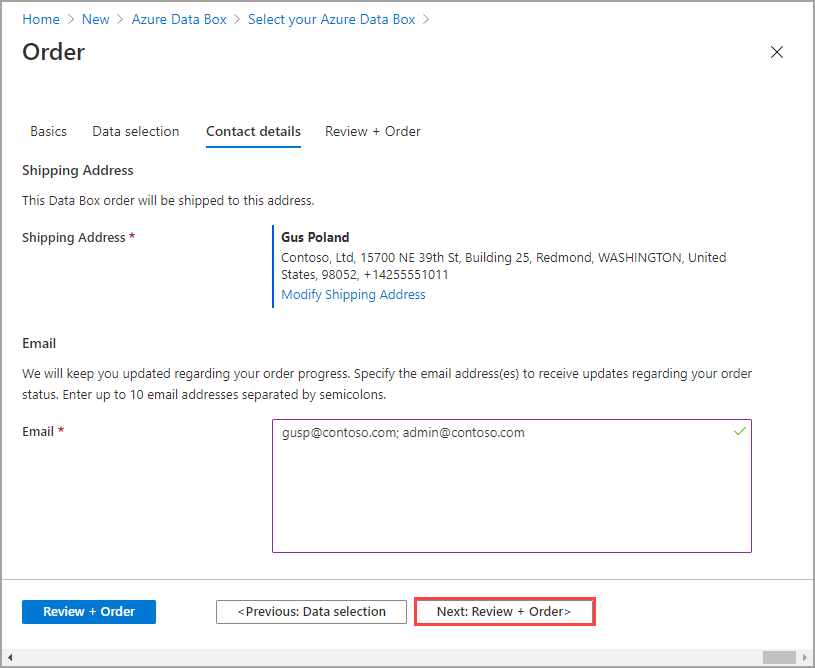 Home > New > Azure Data Box > Select your Azure Data Box >
Order
Basics Data selection Contact details Review + Order
Shipping Address
This Data Box order will be shipped to this address.
Shipping Address *
Gus Poland
Contoso, Ltd, 15700 NE 39th St, Building 25, Redmond, WASHINGTON, United
States, 98052, +14255551011
Modify Shipping Address
Email
We will keep you updated regarding your order progress. Specify the email address(es) to receive updates regarding your order
status. Enter up to 10 email addresses separated by semicolons.
Email *
gusp@contoso.com; admin@contoso.com
Review + Order <Previous: Data selection Next: Review + Order>